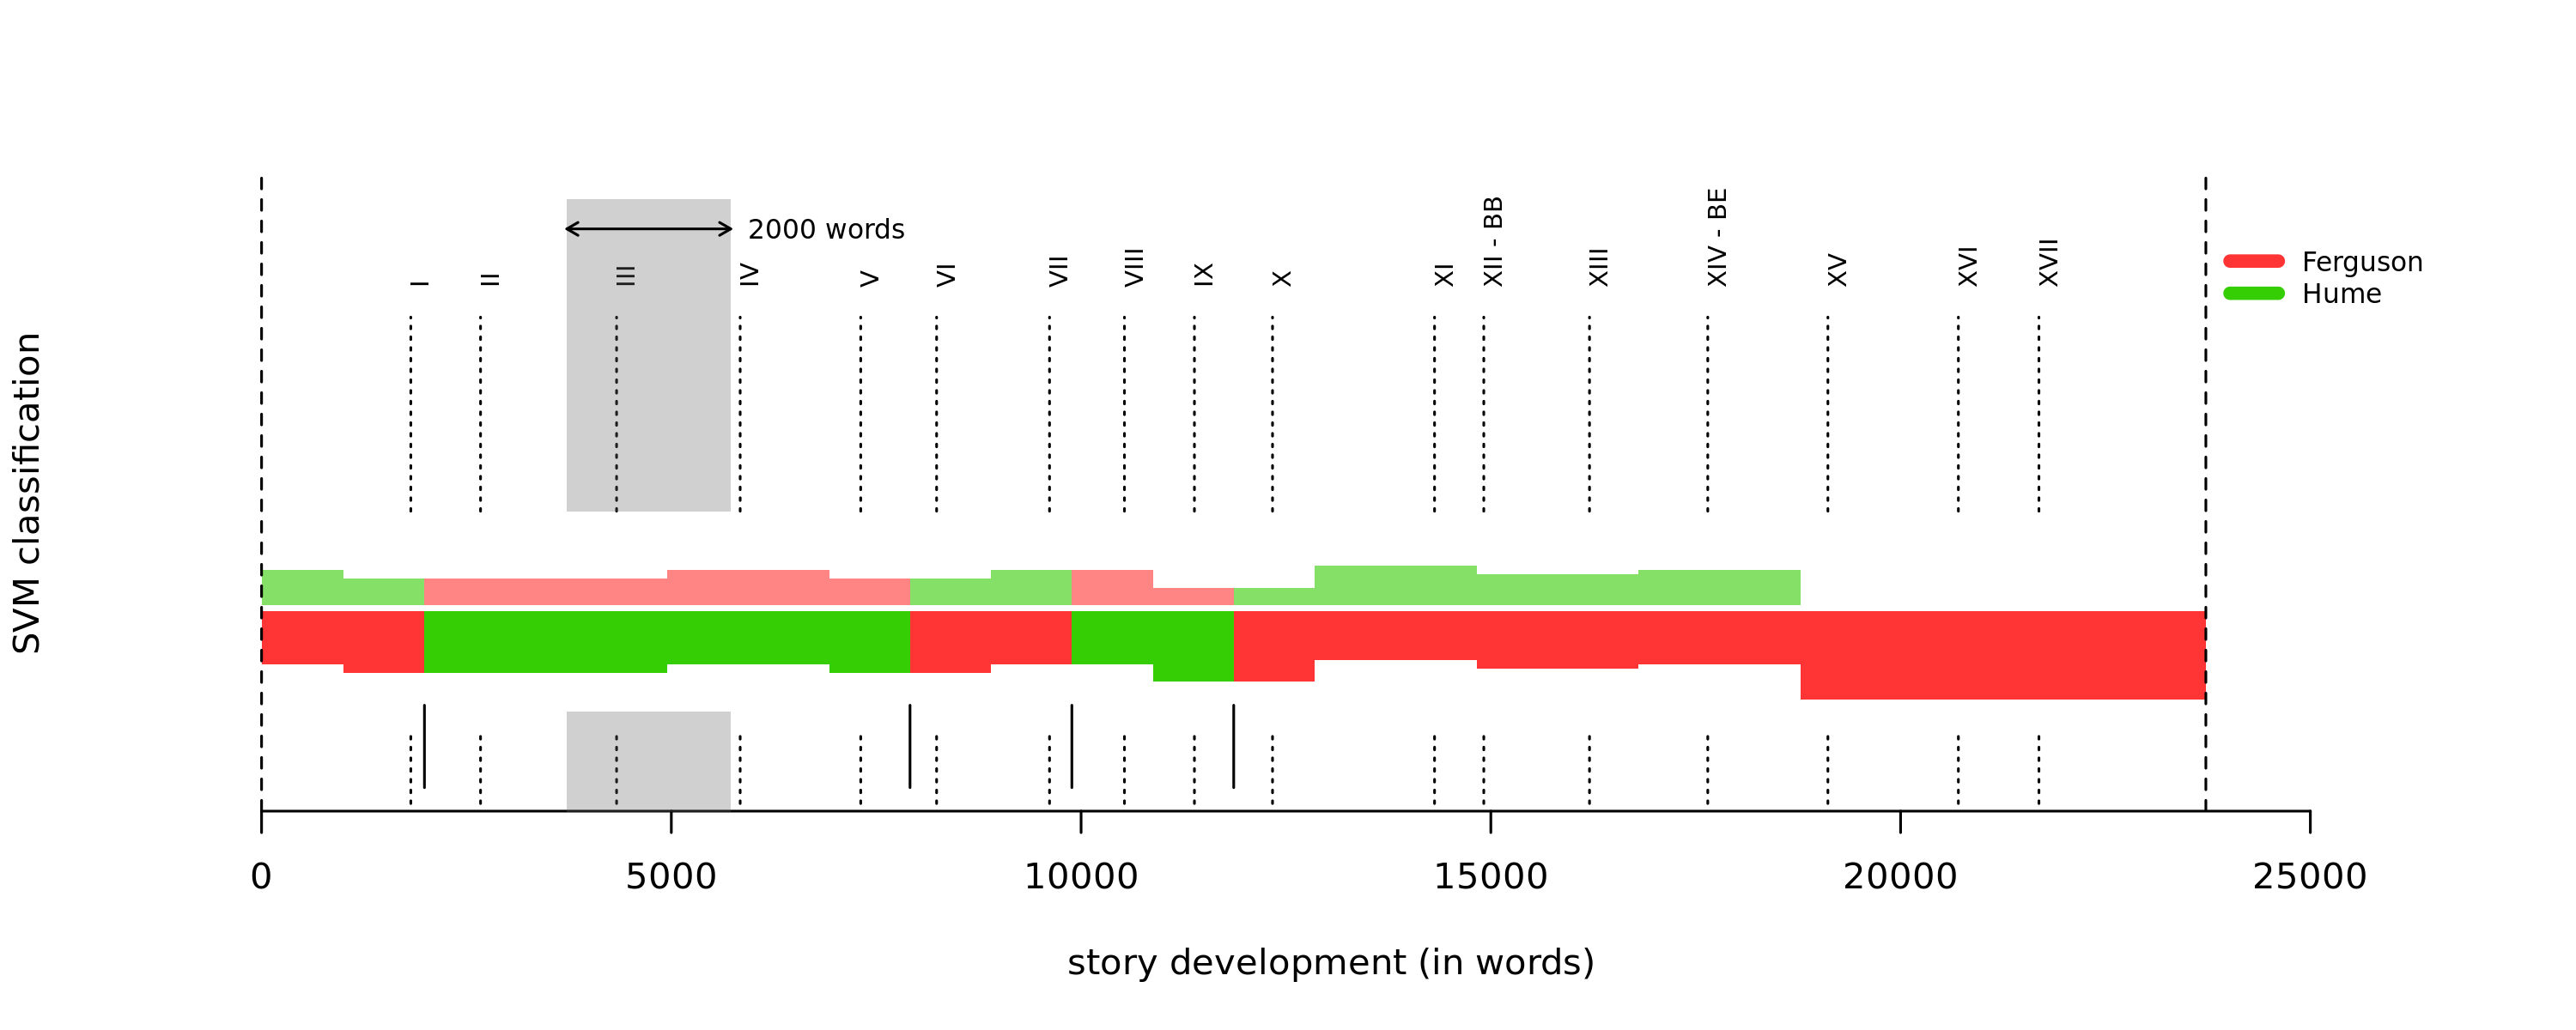 2000 words
I
II
III
IV
V
VI
VII
VIII
IX
X
XI
XII - BB
XIII
XIV - BE
XV
XVI
XVII
Ferguson
Hume
SVM classification
0 5000 10000 15000 20000 25000
story development (in words)